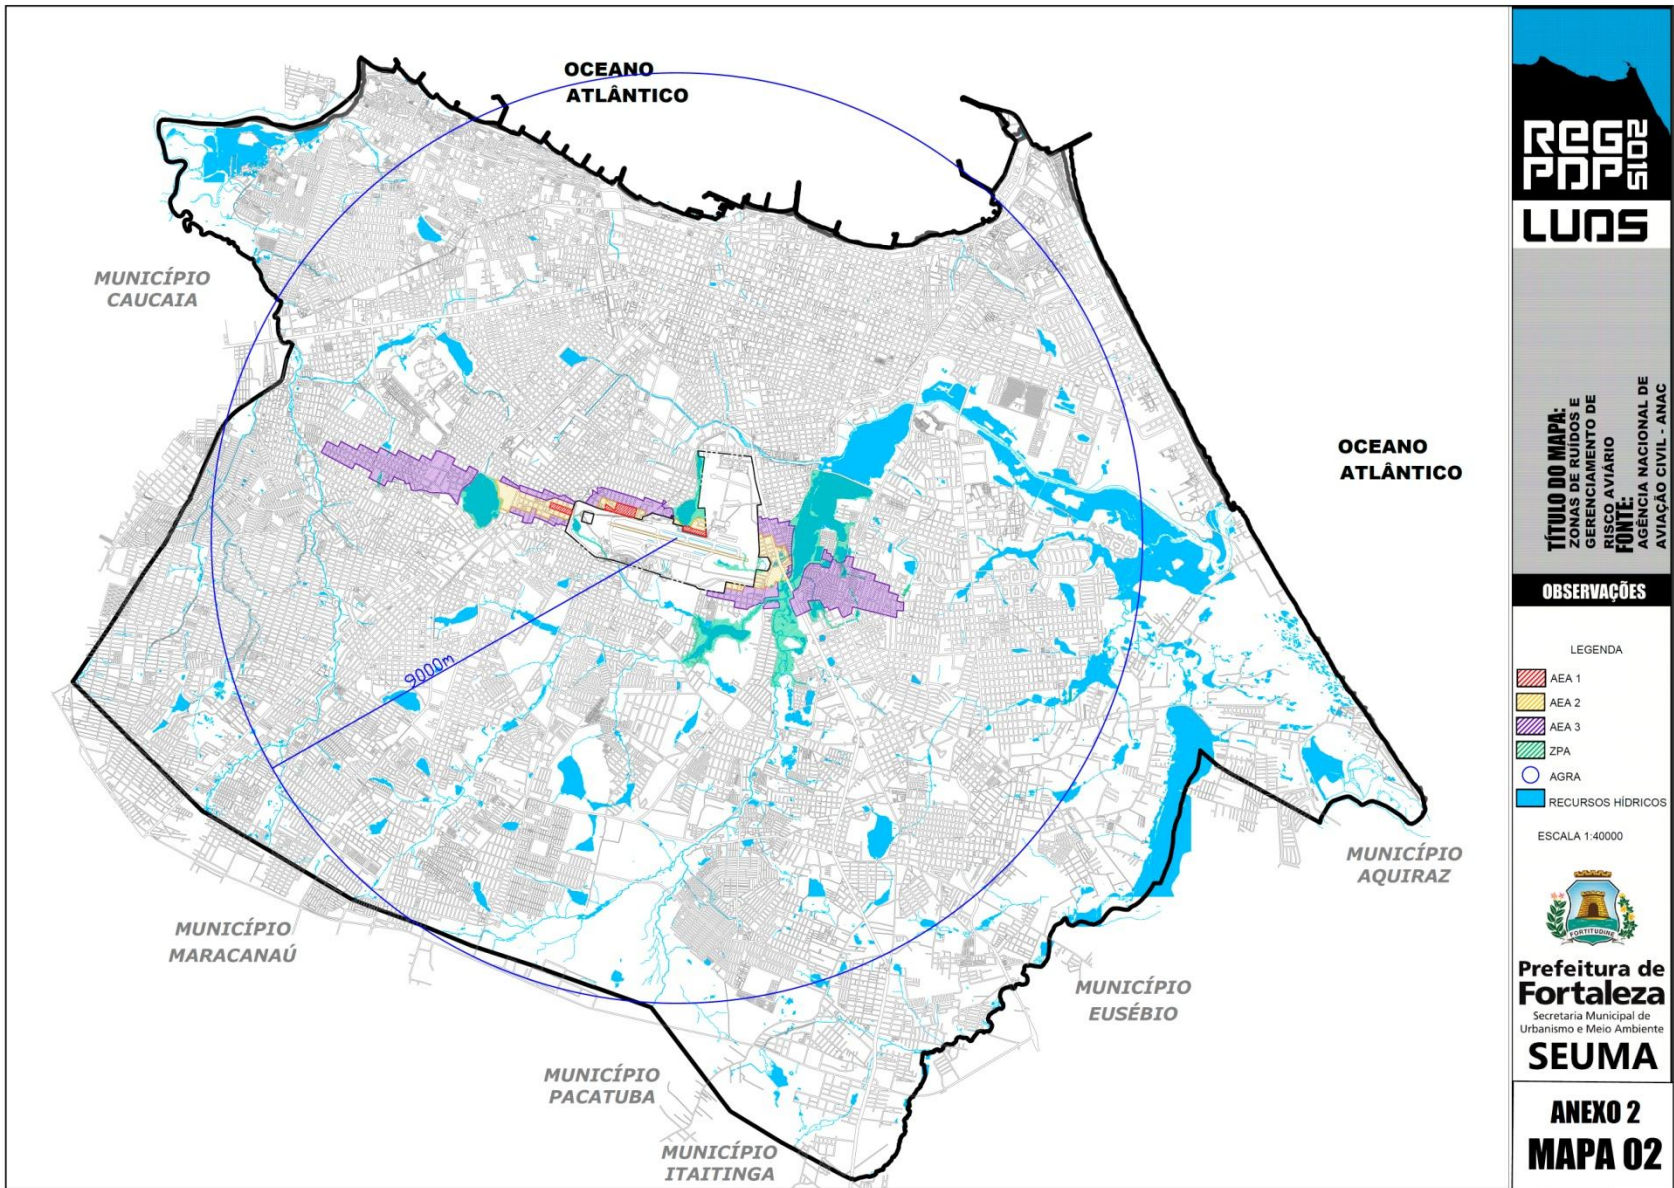 OCEANO
ATLÂNTICO
MUNICÍPIO
CAUCAIA
OCEANO
ATLÂNTICO
9000m
MUNICÍPIO
MARACANAÚ
MUNICÍPIO
PACATUBA
MUNICÍPIO
ITAITINGA
MUNICÍPIO
EUSÉBIO
MUNICÍPIO
AQUIRAZ
REG
PDP
2015
LUOS
TÍTULO DO MAPA:
ZONAS DE RUÍDOS E
GERENCIAMENTO DE
RISCO AVIÁRIO
FONTE:
AGÊNCIA NACIONAL DE
AVIAÇÃO CIVIL - ANAC
OBSERVAÇÕES
LEGENDA
AEA 1
AEA 2
AEA 3
ZPA
AGRA
RECURSOS HÍDRICOS
ESCALA 1:40000
FORTITUDINE
Prefeitura de
Fortaleza
Secretaria Municipal de
Urbanismo e Meio Ambiente
SEUMA
ANEXO 2
MAPA 02